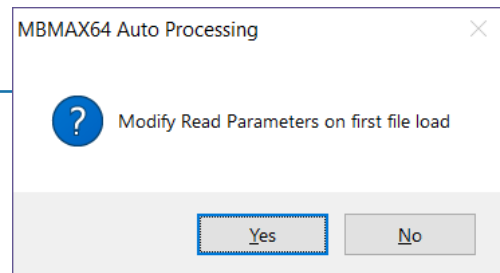 MBMAX64 Auto Processing
?
Modify Read Parameters on first file load
Yes No